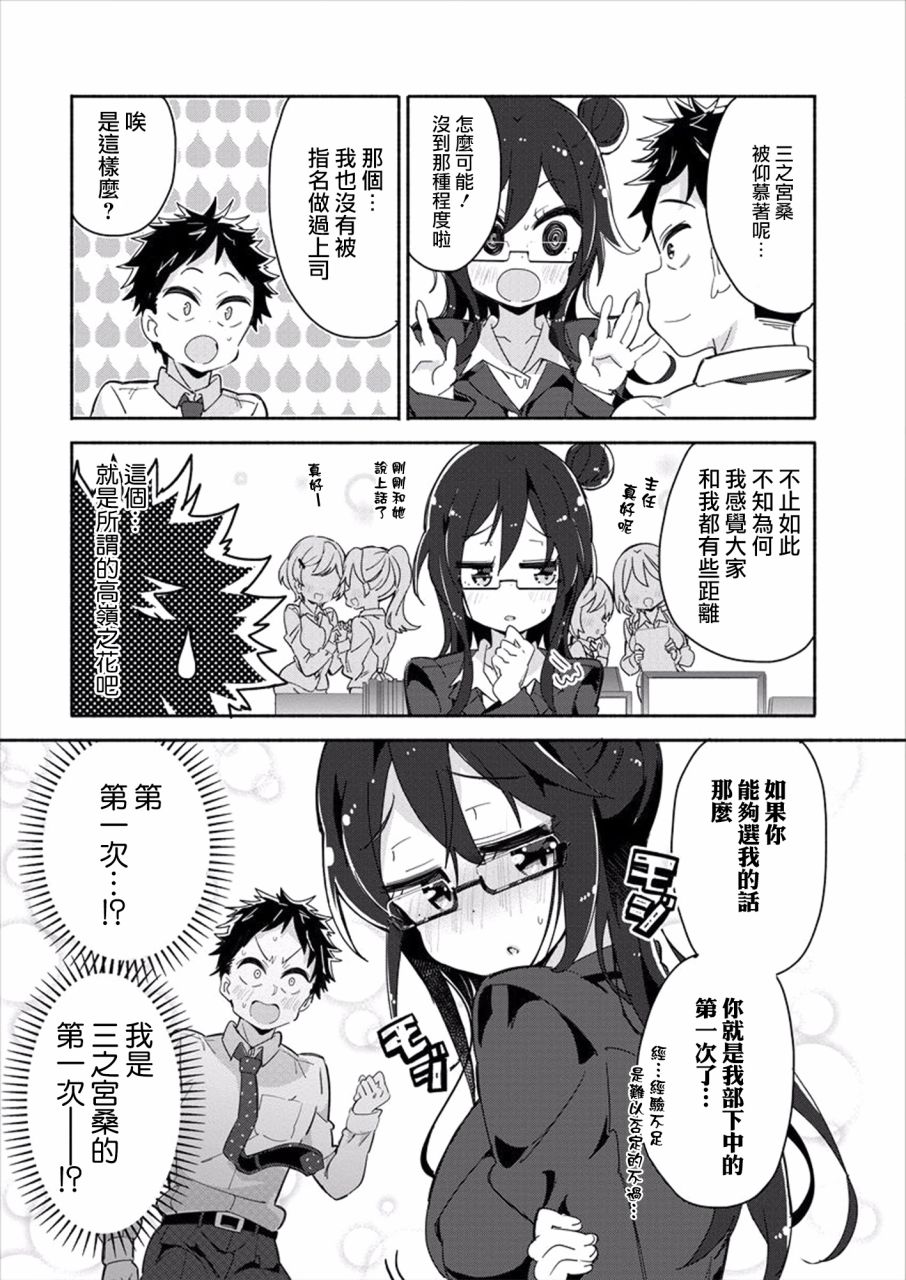 三之宮桑
被仰慕著呢…
怎麼可能！
沒到那種程度啦
那個…
我也沒有被
指名做過上司
唉
是這樣麼？
不止如此
不知為何
我感覺大家
和我都有些距離
主任
真好呢
剛剛和她
說上話了
真好ー
這個…
就是所謂的高嶺之花吧
如果你
能夠選我的話
那麼
モジ
モジ
你就是我部下中的
第一次了…
經…經驗不足
是難以否定的不過…
第
第一次…!?
我是
三之宮桑的
第一次——!?